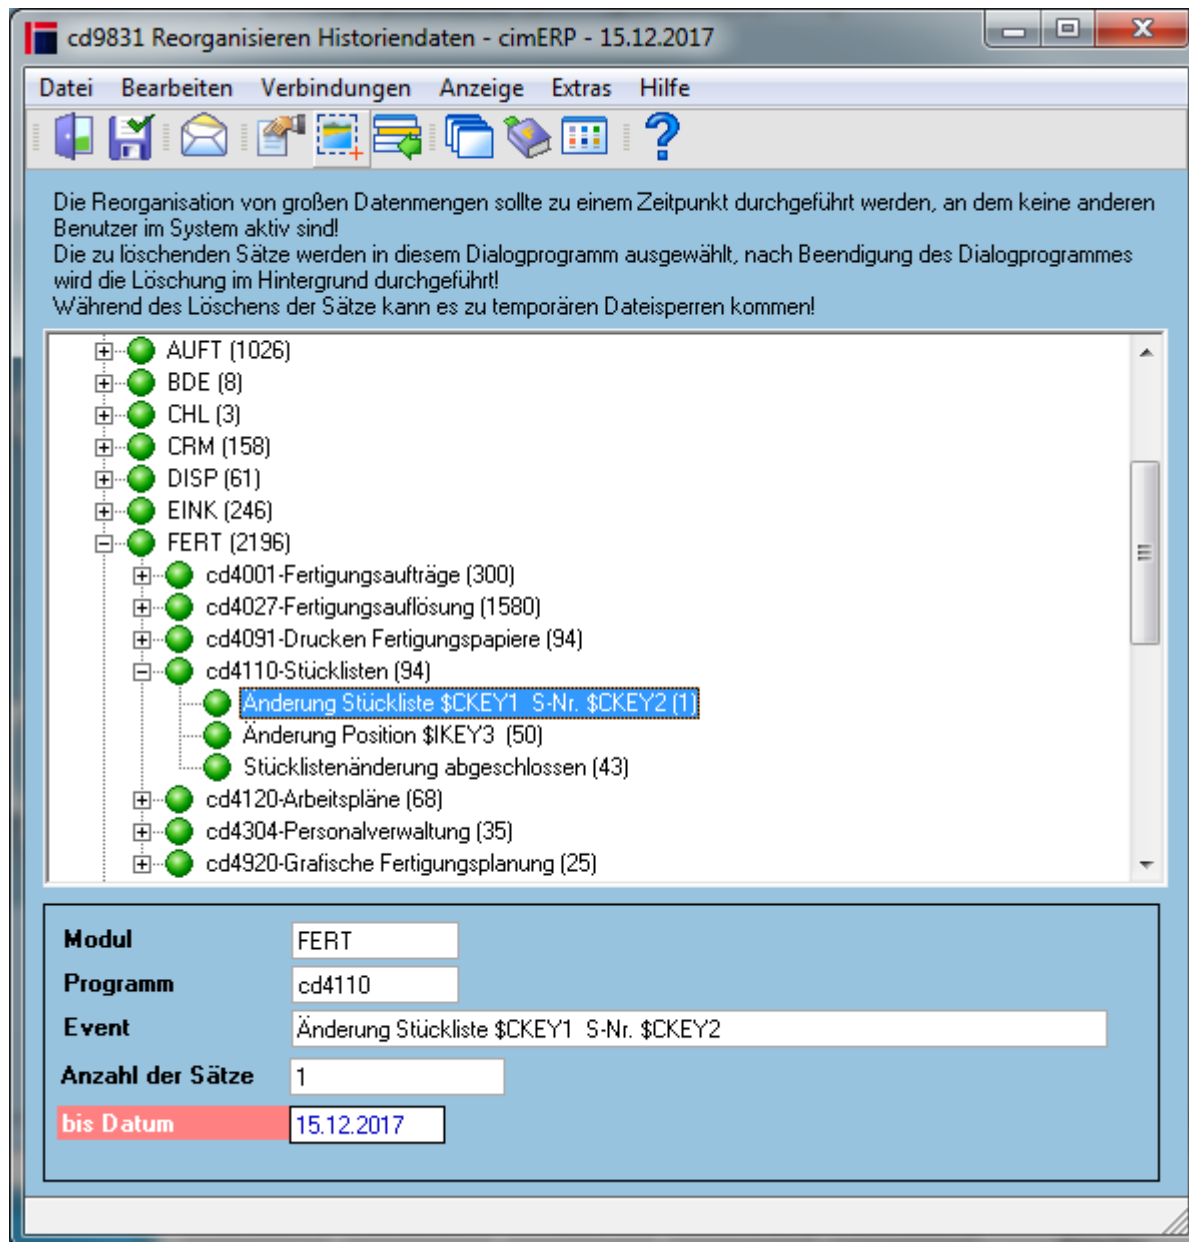 cd9831 Reorganisieren Historiendaten - cimERP - 15.12.2017
Datei Bearbeiten Verbindungen Anzeige Extras Hilfe
Die Reorganisation von großen Datenmengen sollte zu einem Zeitpunkt durchgeführt werden, an dem keine anderen
Benutzer im System aktiv sind!
Die zu löschenden Sätze werden in diesem Dialogprogramm ausgewählt, nach Beendigung des Dialogprogrammes
wird die Löschung im Hintergrund durchgeführt!
Während des Löschens der Sätze kann es zu temporären Dateisperren kommen!
AUFT (1026)
BDE (8)
CHL (3)
CRM (158)
DISP (61)
EINK (246)
FERT (2196)
cd4001-Fertigungsaufträge (300)
cd4027-Fertigungsauflösung (1580)
cd4091-Drucken Fertigungspapiere (94)
cd4110-Stücklisten (94)
Änderung Stückliste $CKEY1 S-Nr. $CKEY2 (1)
Änderung Position $IKEY3 (50)
Stücklistenänderung abgeschlossen (43)
cd4120-Arbeitspläne (68)
cd4304-Personalverwaltung (35)
cd4920-Grafische Fertigungsplanung (25)
Modul FERT
Programm cd4110
Event Änderung Stückliste $CKEY1 S-Nr. $CKEY2
Anzahl der Sätze 1
bis Datum 15.12.2017